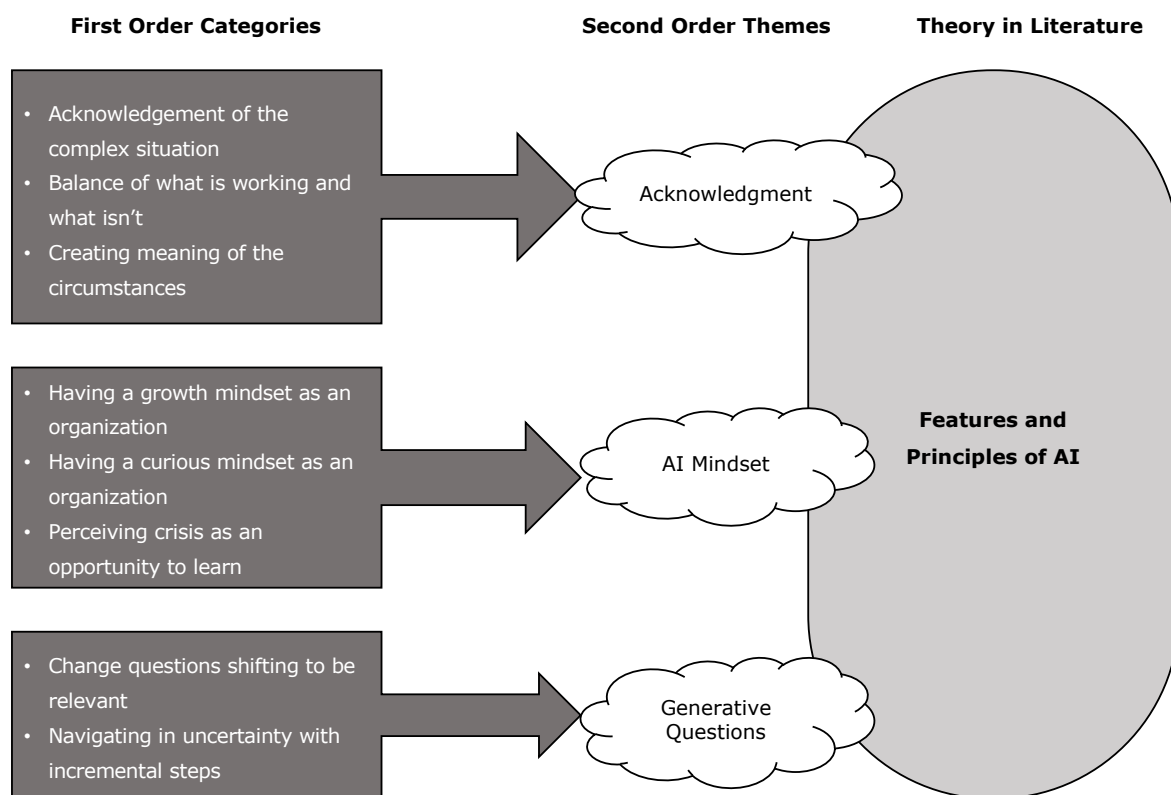 First Order Categories
Second Order Themes
Theory in Literature
• Acknowledgement of the
complex situation
• Balance of what is working and
what isn't
• Creating meaning of the
circumstances
Acknowledgment
• Having a growth mindset as an
organization
• Having a curious mindset as an
organization
• Perceiving crisis as an
opportunity to learn
AI Mindset
Features and
Principles of AI
• Change questions shifting to be
relevant
• Navigating in uncertainty with
incremental steps
Generative
Questions